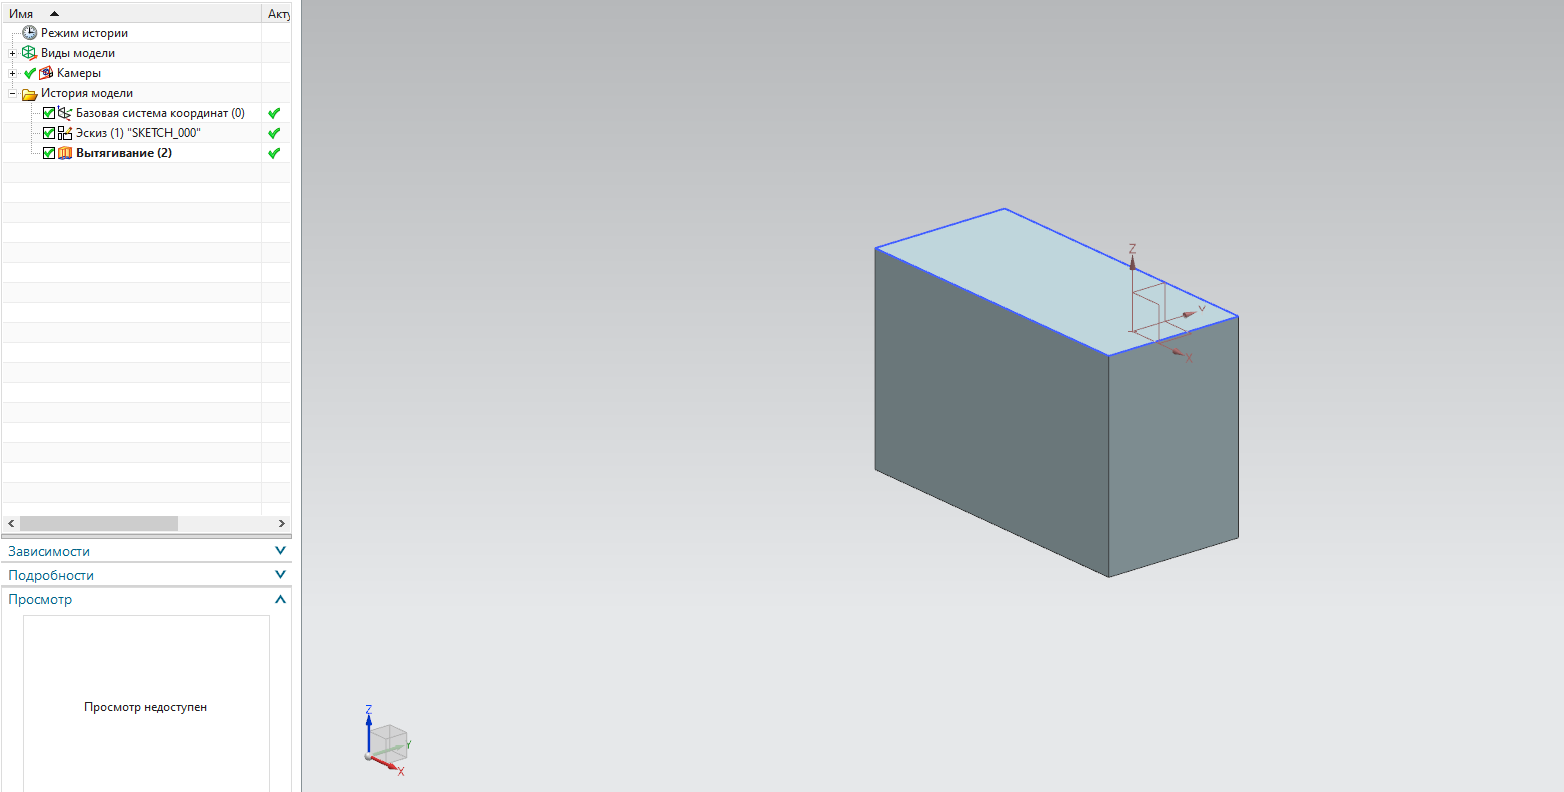 Имя Акту
Режим истории
Виды модели
Камеры
История модели
Базовая система координат (0)
Эскиз (1) "SKETCH_000"
Вытягивание (2)
Зависимости
Подробности
Просмотр
Просмотр недоступен
Z
Y
X
Z
Y
X